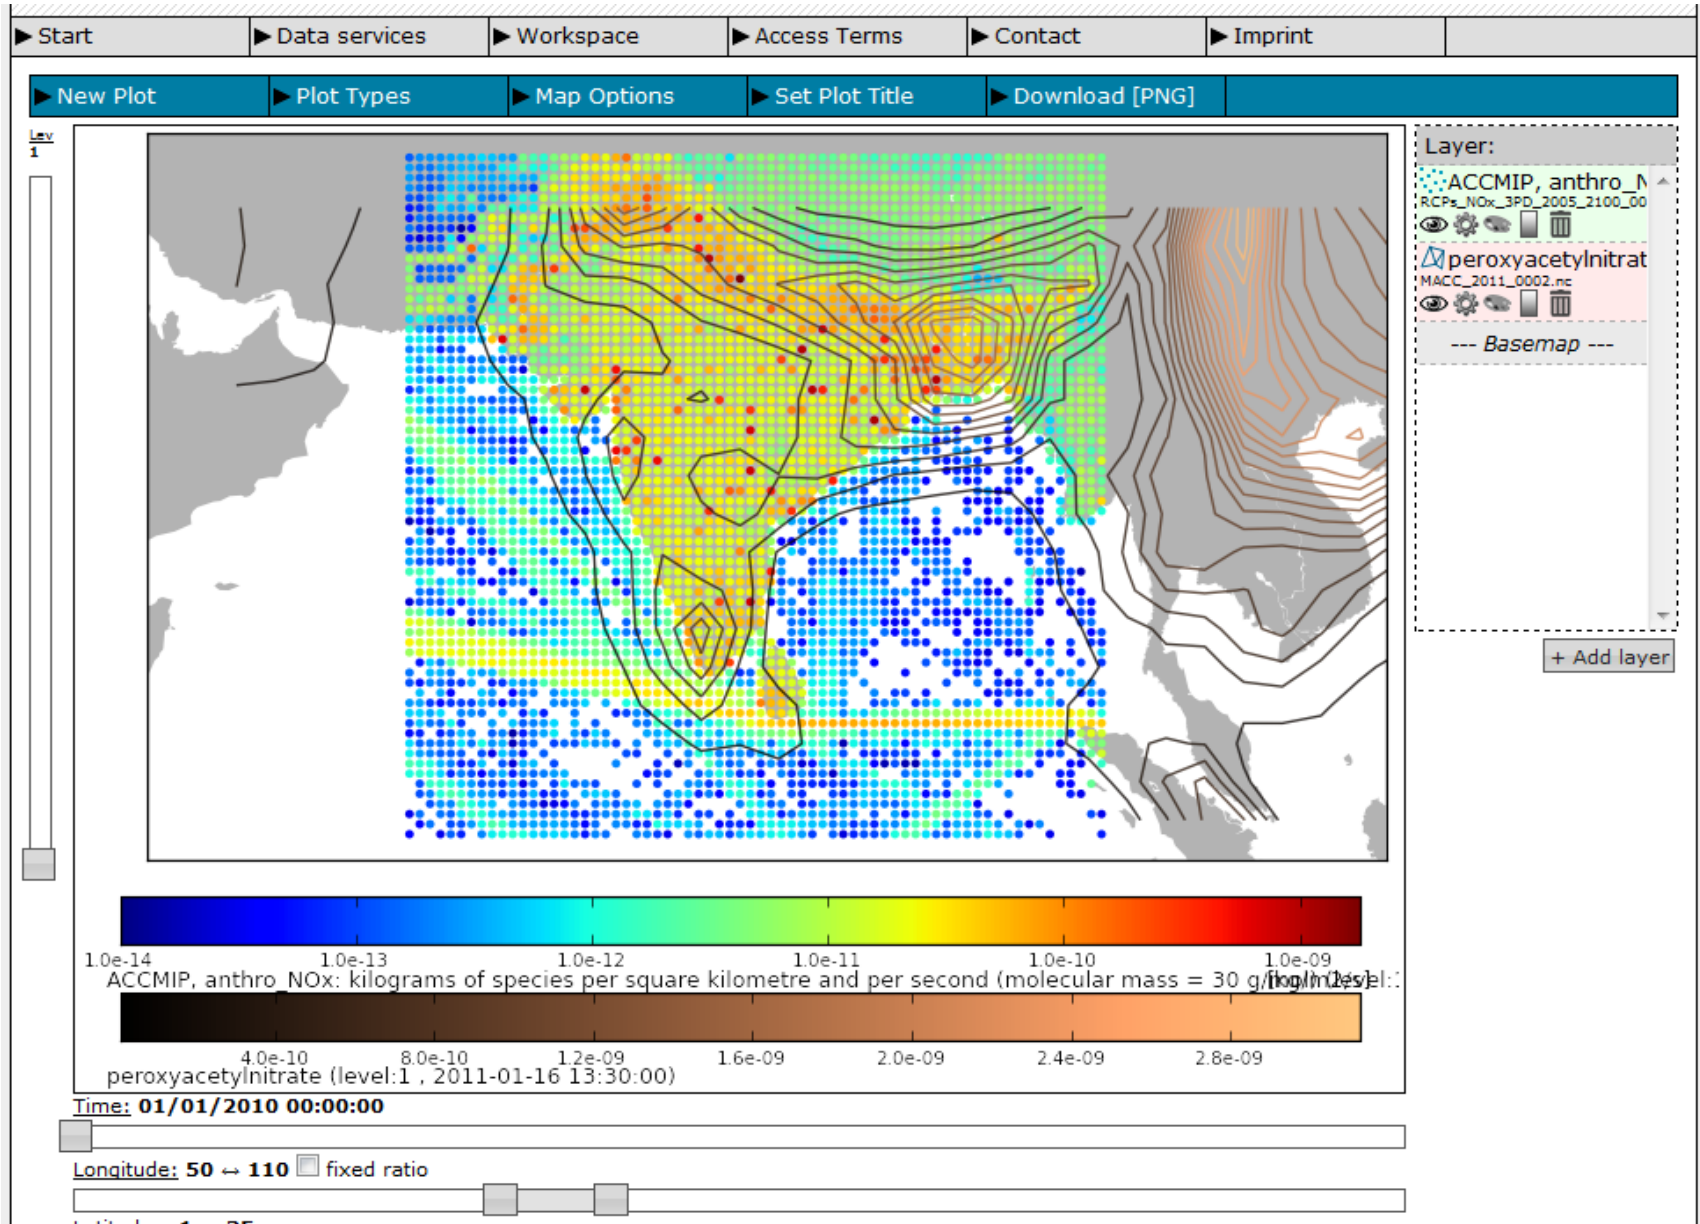 Start Data services Workspace Access Terms Contact Imprint
New Plot Plot Types Map Options Set Plot Title Download [PNG]
Lev
1
Layer:
ACCMIP, anthro_N
RCPs_NOx_3PD_2005_2100_00
peroxyacetylnitrat
MACC_2011_0002.nc
--- Basemap ---
+ Add layer
1.0e-14 1.0e-13 1.0e-12 1.0e-11 1.0e-10 1.0e-09
ACCMIP, anthro_NOx: kilograms of species per square kilometre and per second (molecular mass = 30
4.0e-10 8.0e-10 1.2e-09 1.6e-09 2.0e-09 2.4e-09 2.8e-09
peroxyacetylnitrate (level:1 , 2011-01-16 13:30:00)
Time: 01/01/2010 00:00:00
Longitude: 50 ↔ 110 fixed ratio